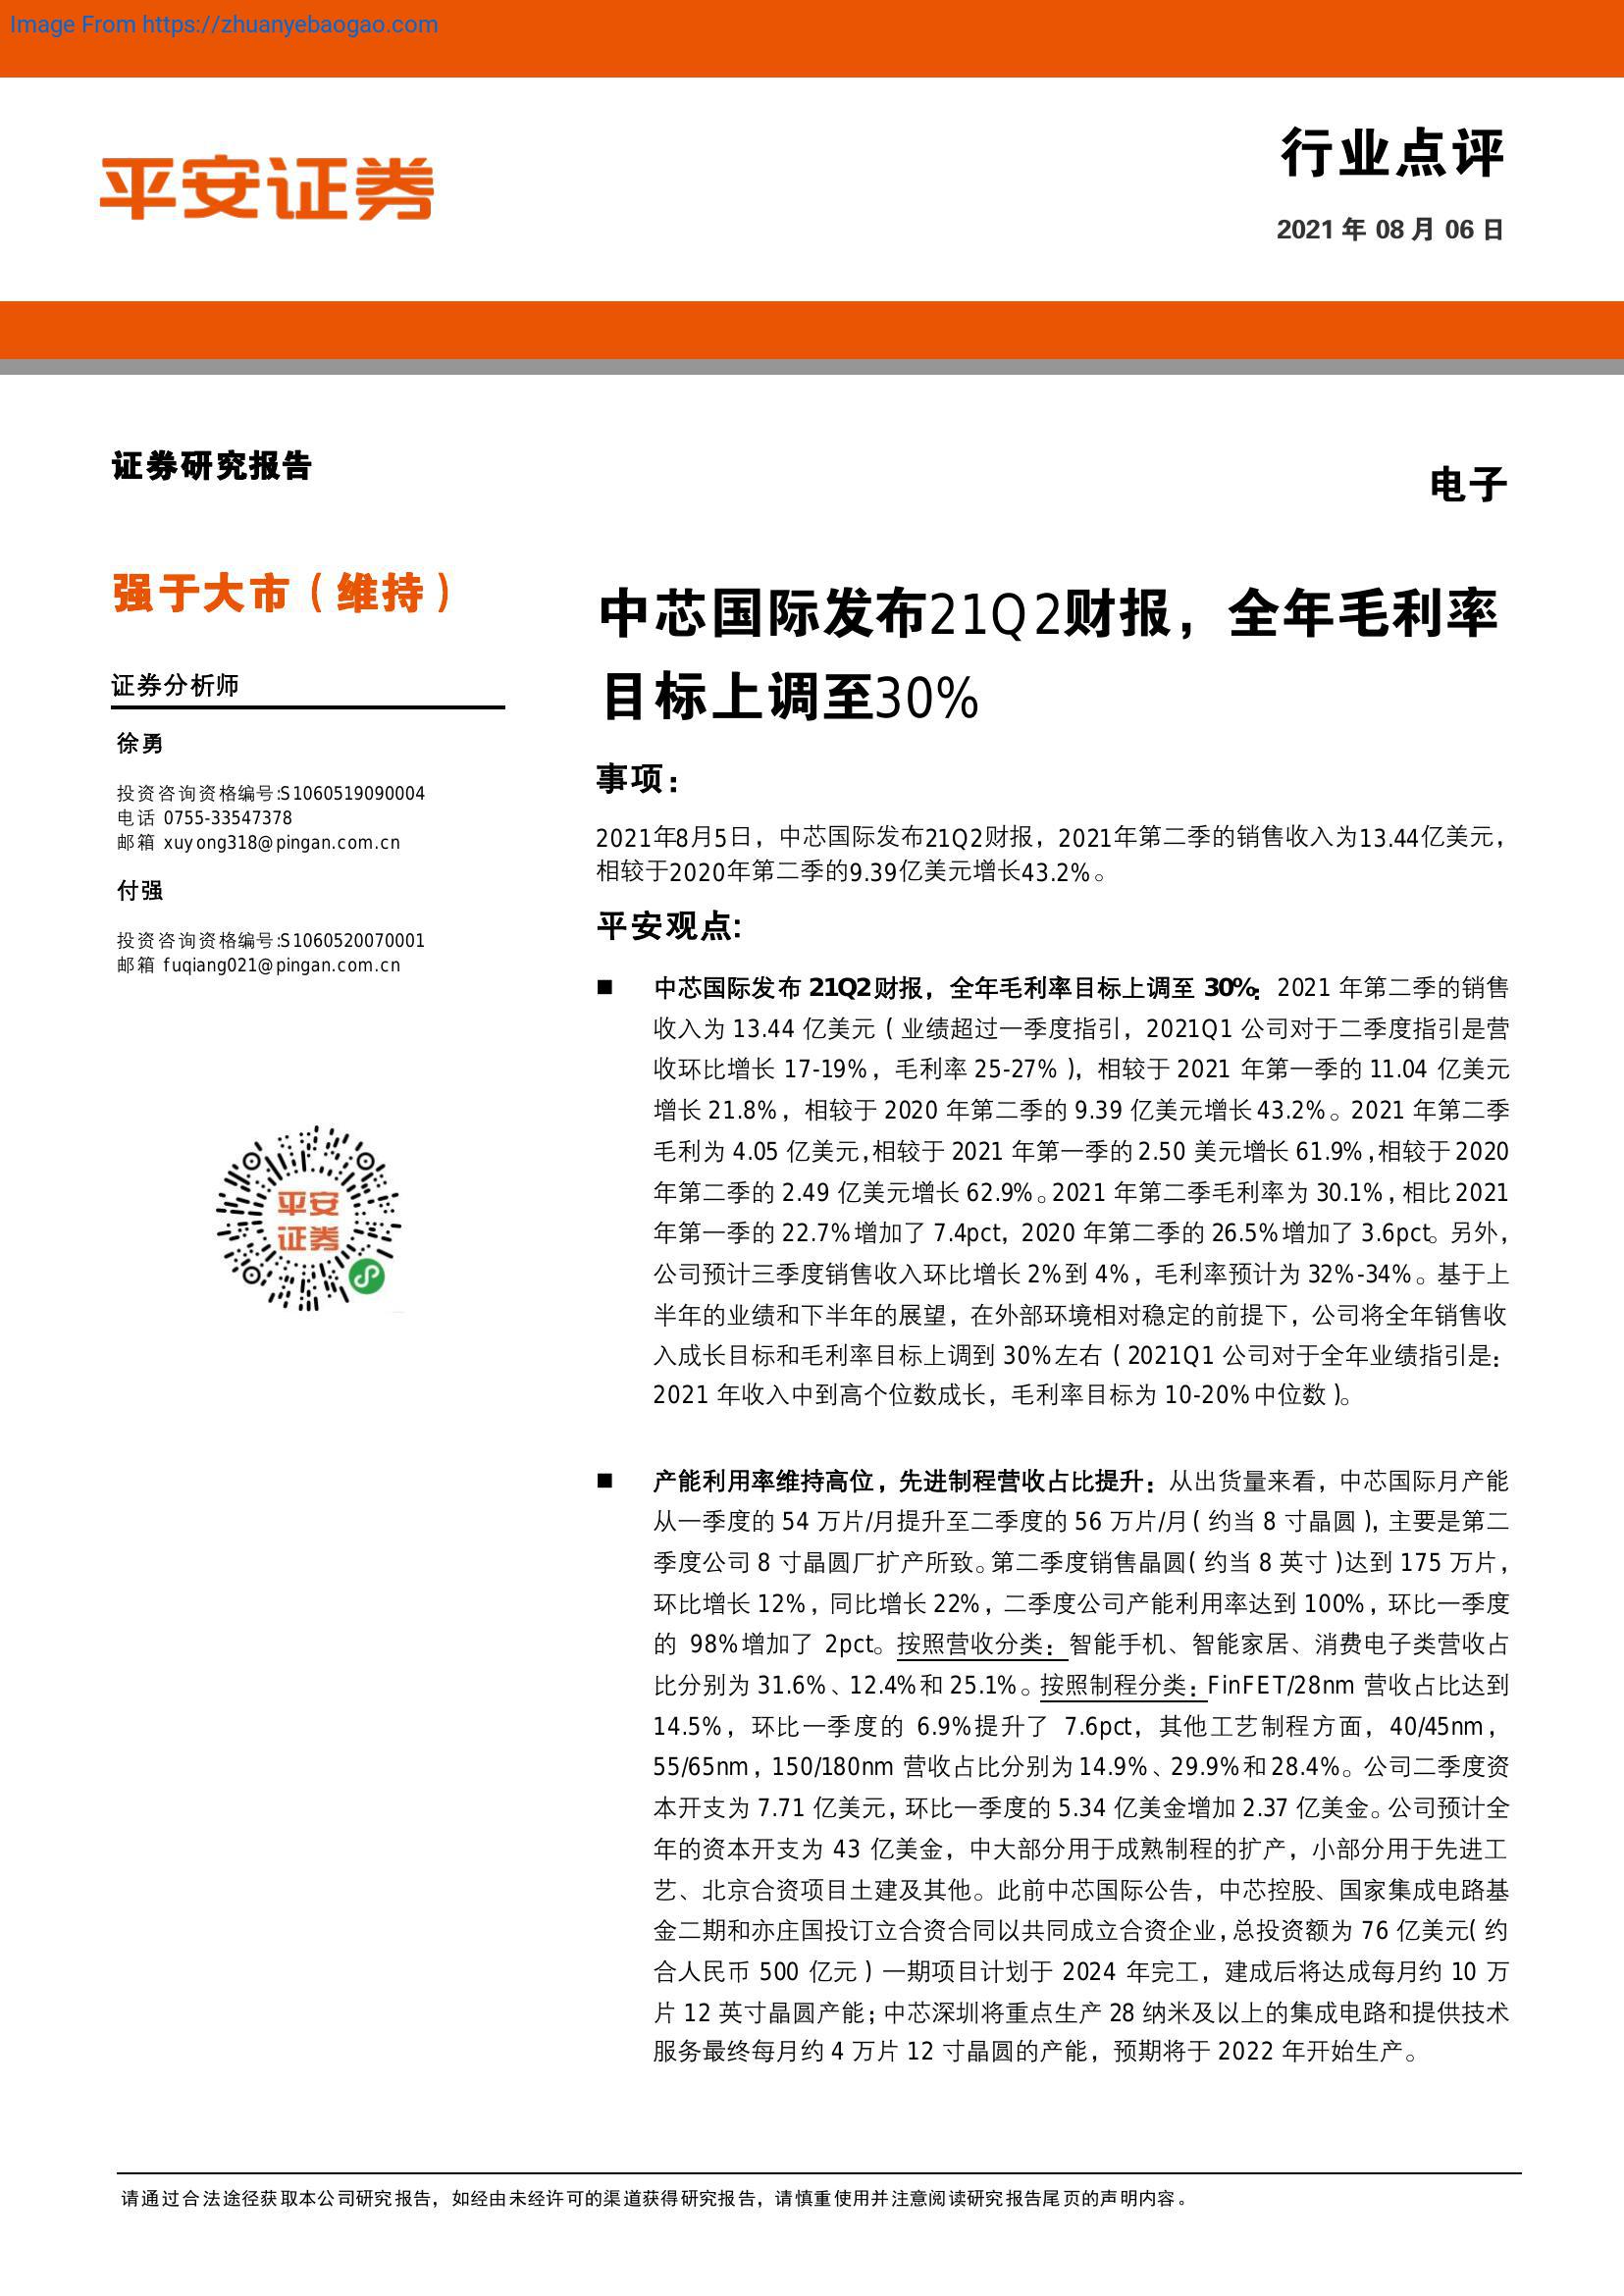 Image From https://zhuanyebaogao.com
平安证券
行业点评
2021 年 08 月 06 日
证券研究报告
电子
强于大市（维持）
证券分析师
徐勇
投资咨询资格编号:S1060519090004
电话 0755-33547378
邮箱 xuyong318@pingan.com.cn
付强
投资咨询资格编号:S1060520070001
邮箱 fuqiang021@pingan.com.cn
平安
证券
中芯国际发布21Q2财报，全年毛利率
目标上调至30%
事项：
2021年8月5日，中芯国际发布21Q2财报，2021年第二季的销售收入为13.44亿美元，
相较于2020年第二季的9.39亿美元增长43.2%。
平安观点:
■ 中芯国际发布 21Q2 财报，全年毛利率目标上调至 30%：2021 年第二季的销售
收入为 13.44 亿美元（业绩超过一季度指引，2021Q1 公司对于二季度指引是营
收环比增长 17-19%，毛利率 25-27%），相较于 2021 年第一季的 11.04 亿美元
增长 21.8%，相较于 2020 年第二季的 9.39 亿美元增长 43.2%。2021 年第二季
毛利为 4.05 亿美元，相较于 2021 年第一季的 2.50 美元增长 61.9%，相较于 2020
年第二季的 2.49 亿美元增长 62.9%。2021 年第二季毛利率为 30.1%，相比 2021
年第一季的 22.7%增加了 7.4pct，2020 年第二季的 26.5%增加了 3.6pct。另外，
公司预计三季度销售收入环比增长 2%到 4%，毛利率预计为 32%-34%。基于上
半年的业绩和下半年的展望，在外部环境相对稳定的前提下，公司将全年销售收
入成长目标和毛利率目标上调到 30%左右（2021Q1 公司对于全年业绩指引是：
2021 年收入中到高个位数成长，毛利率目标为 10-20%中位数）。
■ 产能利用率维持高位，先进制程营收占比提升：从出货量来看，中芯国际月产能
从一季度的 54 万片/月提升至二季度的 56 万片/月（约当 8 寸晶圆），主要是第二
季度公司 8 寸晶圆厂扩产所致。第二季度销售晶圆（约当 8 英寸）达到 175 万片，
环比增长 12%，同比增长 22%，二季度公司产能利用率达到 100%，环比一季度
的 98%增加了 2pct。按照营收分类：智能手机、智能家居、消费电子类营收占
比分别为 31.6%、12.4%和 25.1%。按照制程分类：FinFET/28nm 营收占比达到
14.5%，环比一季度的 6.9%提升了 7.6pct，其他工艺制程方面，40/45nm，
55/65nm，150/180nm 营收占比分别为 14.9%、29.9%和 28.4%。公司二季度资
本开支为 7.71 亿美元，环比一季度的 5.34 亿美金增加 2.37 亿美金。公司预计全
年的资本开支为 43 亿美金，中大部分用于成熟制程的扩产，小部分用于先进工
艺、北京合资项目土建及其他。此前中芯国际公告，中芯控股、国家集成电路基
金二期和亦庄国投订立合资合同以共同成立合资企业，总投资额为 76 亿美元（约
合人民币 500 亿元）一期项目计划于 2024 年完工，建成后将达成每月约 10 万
片 12 英寸晶圆产能；中芯深圳将重点生产 28 纳米及以上的集成电路和提供技术
服务最终每月约 4 万片 12 寸晶圆的产能，预期将于 2022 年开始生产。
请通过合法途径获取本公司研究报告，如经由未经许可的渠道获得研究报告，请慎重使用并注意阅读研究报告尾页的声明内容。